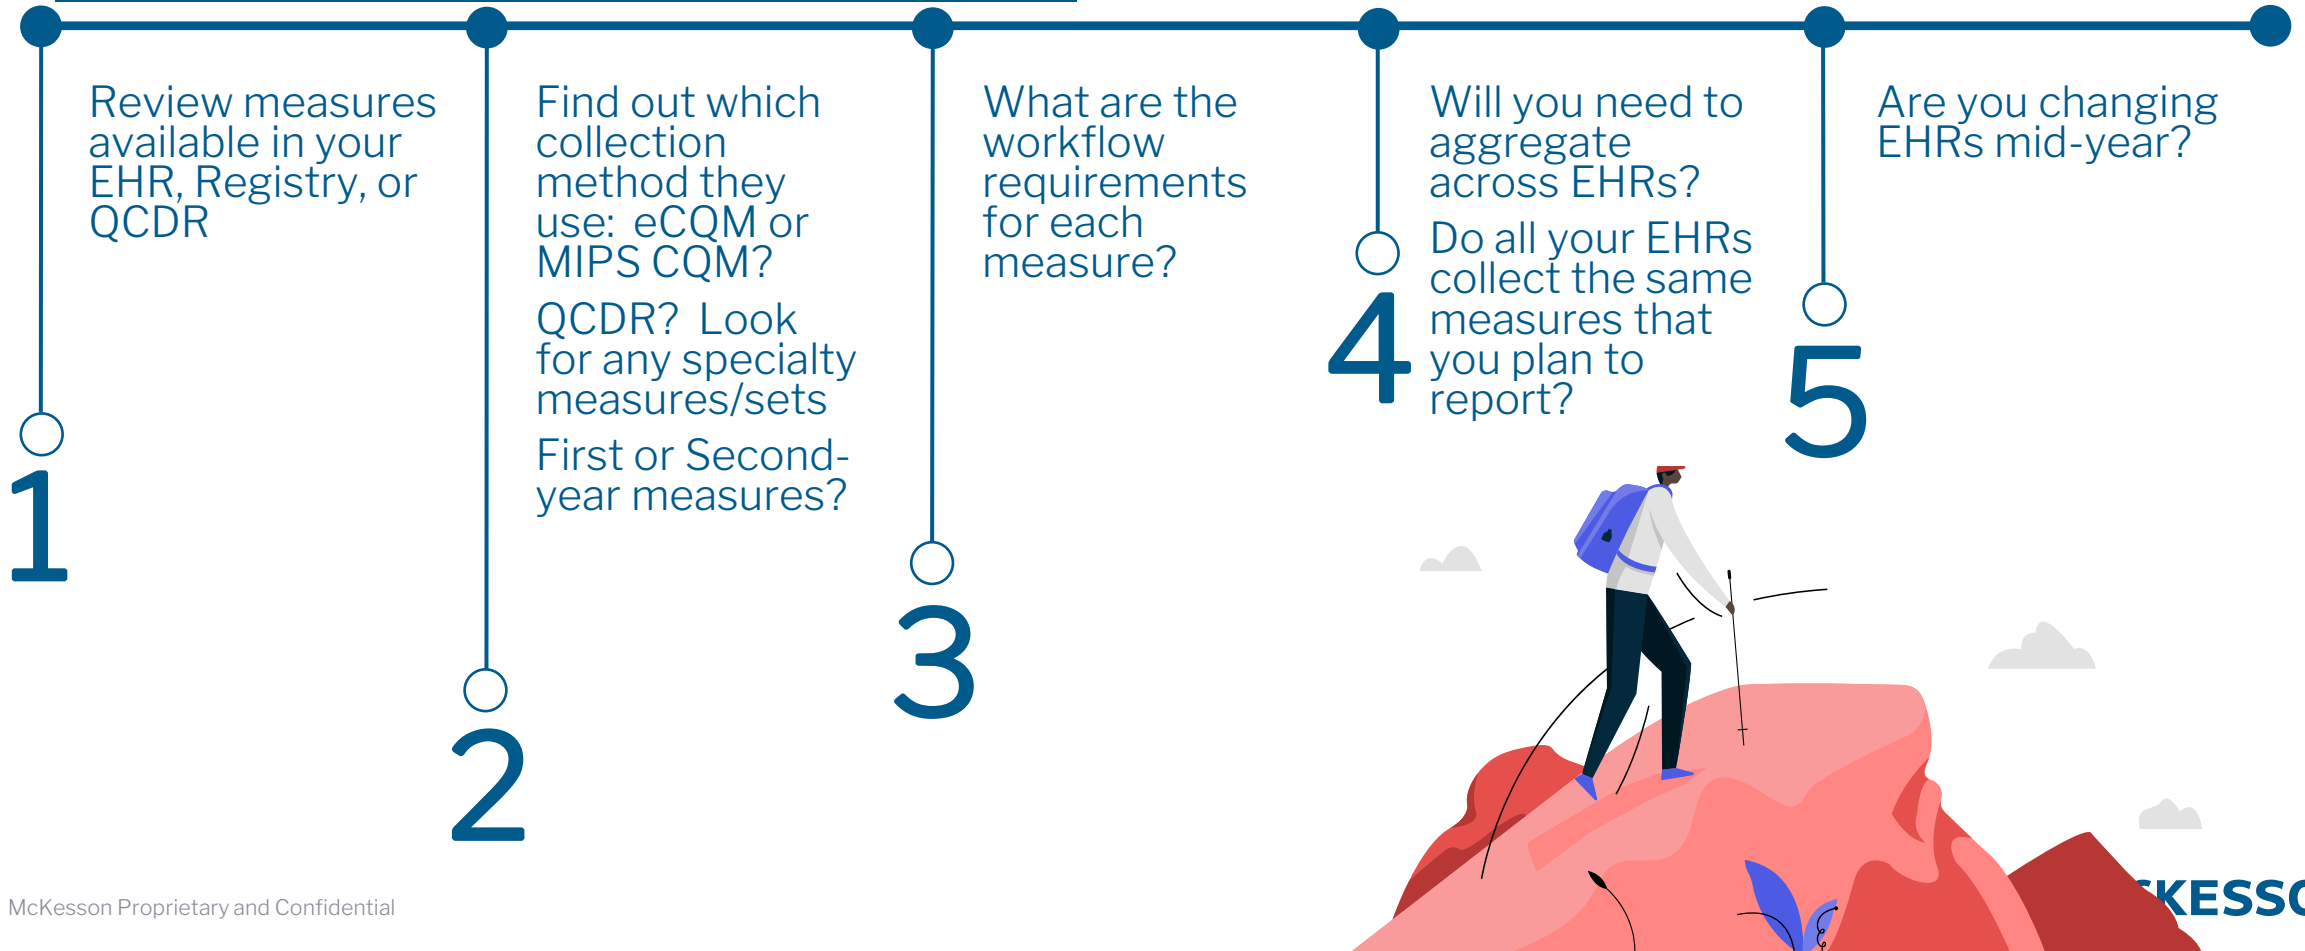 Review measures
available in your
EHR, Registry, or
QCDR
1
Find out which
collection
method they
use:  eCQM or
MIPS CQM?
QCDR?  Look
for any specialty
measures/sets
First or Second-
year measures?
2
What are the
workflow
requirements
for each
measure?
3
Will you need to
aggregate
across EHRs?
Do all your EHRs
collect the same
measures that
you plan to
report?
4
Are you changing
EHRs mid-year?
5
McKesson Proprietary and Confidential